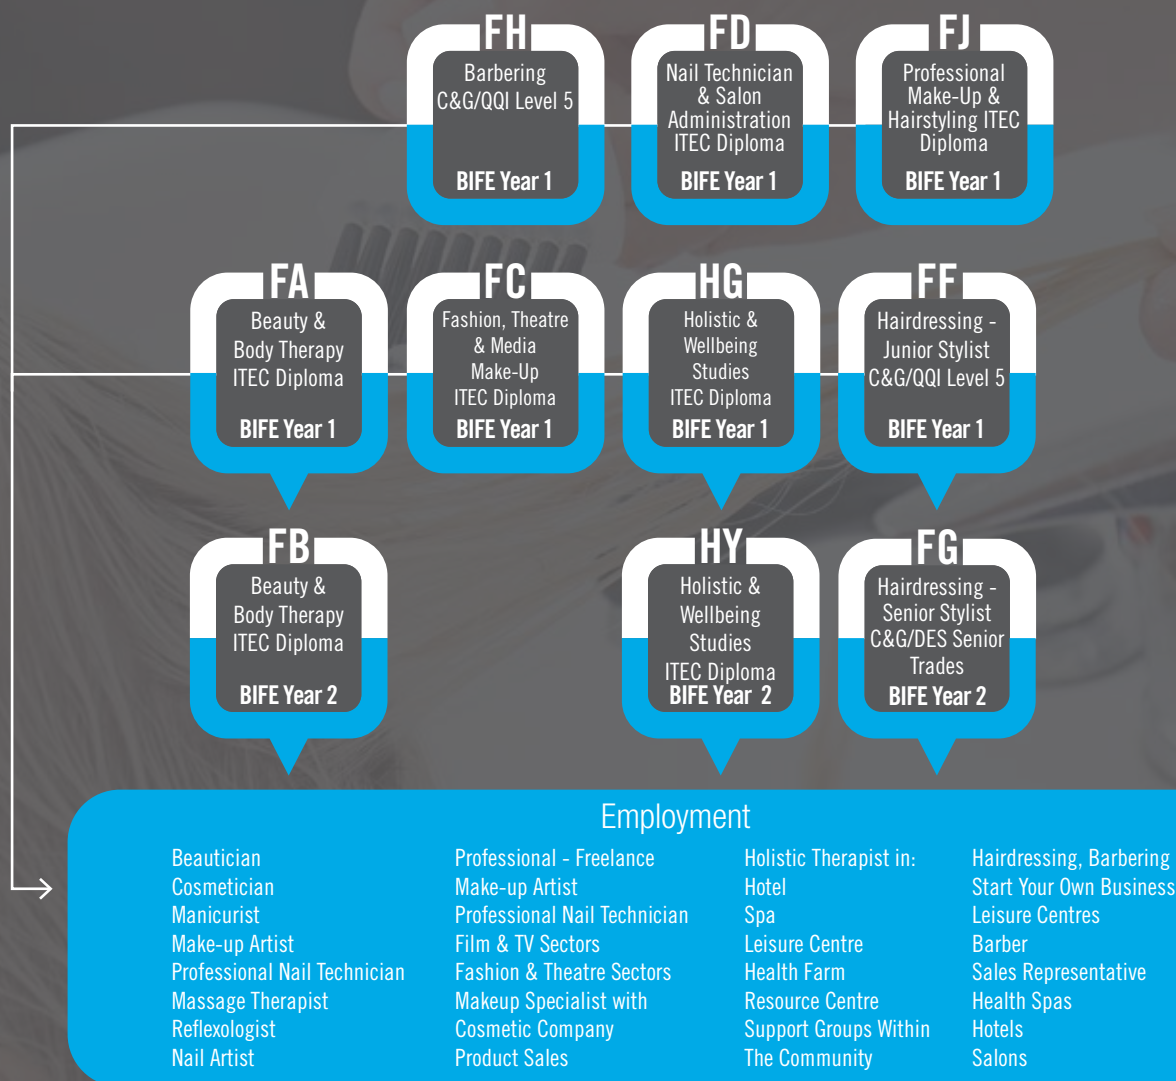 FH
Barbering
C&G/QQI Level 5
BIFE Year 1
FD
Nail Technician
& Salon
Administration
ITEC Diploma
BIFE Year 1
FJ
Professional
Make-Up &
Hairstyling ITEC
Diploma
BIFE Year 1
FA
Beauty &
Body Therapy
ITEC Diploma
BIFE Year 1
FC
Fashion, Theatre
& Media
Make-Up
ITEC Diploma
BIFE Year 1
HG
Holistic &
Wellbeing
Studies
ITEC Diploma
BIFE Year 1
FF
Hairdressing -
Junior Stylist
C&G/QQI Level 5
BIFE Year 1
FB
Beauty &
Body Therapy
ITEC Diploma
BIFE Year 2
HY
Holistic &
Wellbeing
Studies
ITEC Diploma
BIFE Year 2
FG
Hairdressing -
Senior Stylist
C&G/DES Senior
Trades
BIFE Year 2
Employment
Beautician
Cosmetician
Manicurist
Make-up Artist
Professional Nail Technician
Massage Therapist
Reflexologist
Nail Artist
Professional - Freelance
Make-up Artist
Professional Nail Technician
Film & TV Sectors
Fashion & Theatre Sectors
Makeup Specialist with
Cosmetic Company
Product Sales
Holistic Therapist in:
Hotel
Spa
Leisure Centre
Health Farm
Resource Centre
Support Groups Within
The Community
Hairdressing, Barbering
Start Your Own Business
Leisure Centres
Barber
Sales Representative
Health Spas
Hotels
Salons